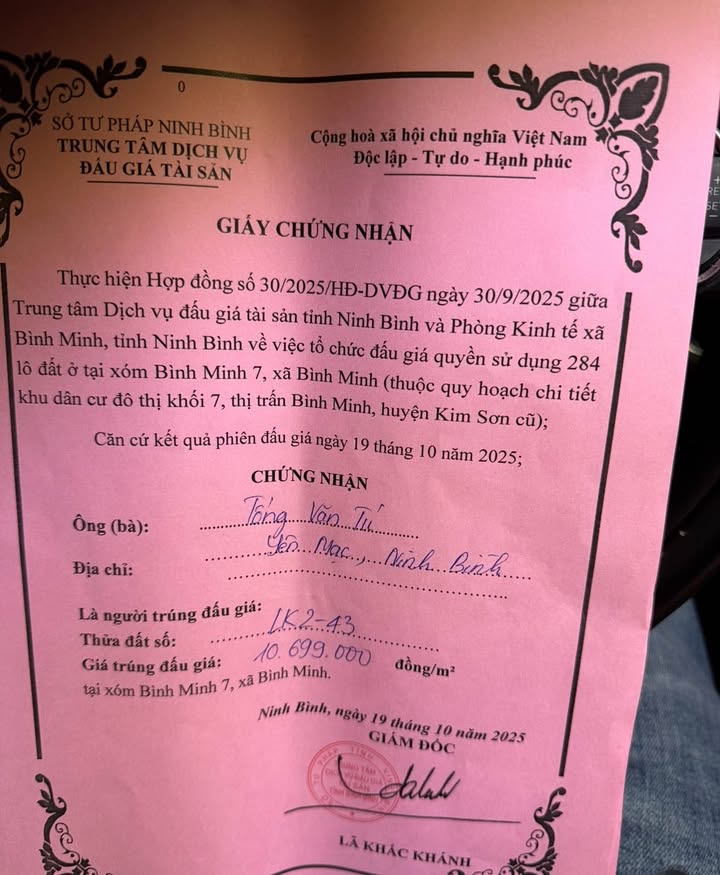 0
SỞ TƯ PHÁP NINH BÌNH
TRUNG TÂM DỊCH VỤ
ĐẤU GIÁ TÀI SẢN
Cộng hoà xã hội chủ nghĩa Việt Nam
Độc lập - Tự do - Hạnh phúc
GIẤY CHỨNG NHẬN
Thực hiện Hợp đồng số 30/2025/HĐ-DVĐG ngày 30/9/2025 giữa
Trung tâm Dịch vụ đấu giá tài sản tỉnh Ninh Bình và Phòng Kinh tế xã
Bình Minh, tỉnh Ninh Bình về việc tổ chức đấu giá quyền sử dụng 284
lô đất ở tại xóm Bình Minh 7, xã Bình Minh (thuộc quy hoạch chi tiết
khu dân cư đô thị khối 7, thị trấn Bình Minh, huyện Kim Sơn cũ);
Căn cứ kết quả phiên đấu giá ngày 19 tháng 10 năm 2025;
CHỨNG NHẬN
Ông (bà): Tống Văn Tú
Địa chỉ: Yên Mạc, Ninh Bình
Là người trúng đấu giá:
Thửa đất số: LK2-43
Giá trúng đấu giá: 10.699.000 đồng/m²
tại xóm Bình Minh 7, xã Bình Minh.
Ninh Bình, ngày 19 tháng 10 năm 2025
GIÁM ĐỐC
TRUNG TÂM
DỊCH VỤ ĐẤU GIÁ
TÀI SẢN
LÃ KHẮC KHÁNH